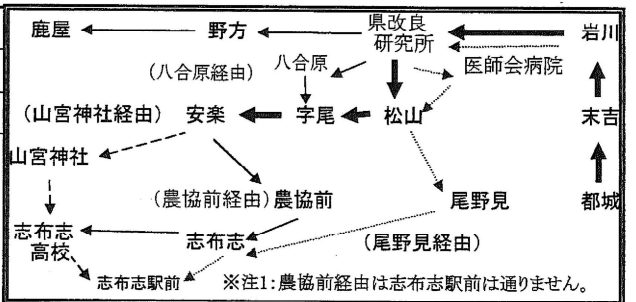 鹿屋
野方
県改良
研究所
岩川
(八合原経由)
八合原
医師会病院
(山宮神社経由)
安楽
字尾
松山
末吉
山宮神社
(農協前経由)
農協前
尾野見
都城
志布志
高校
志布志
(尾野見経由)
志布志駅前
※注1:農協前経由は志布志駅前は通りません。